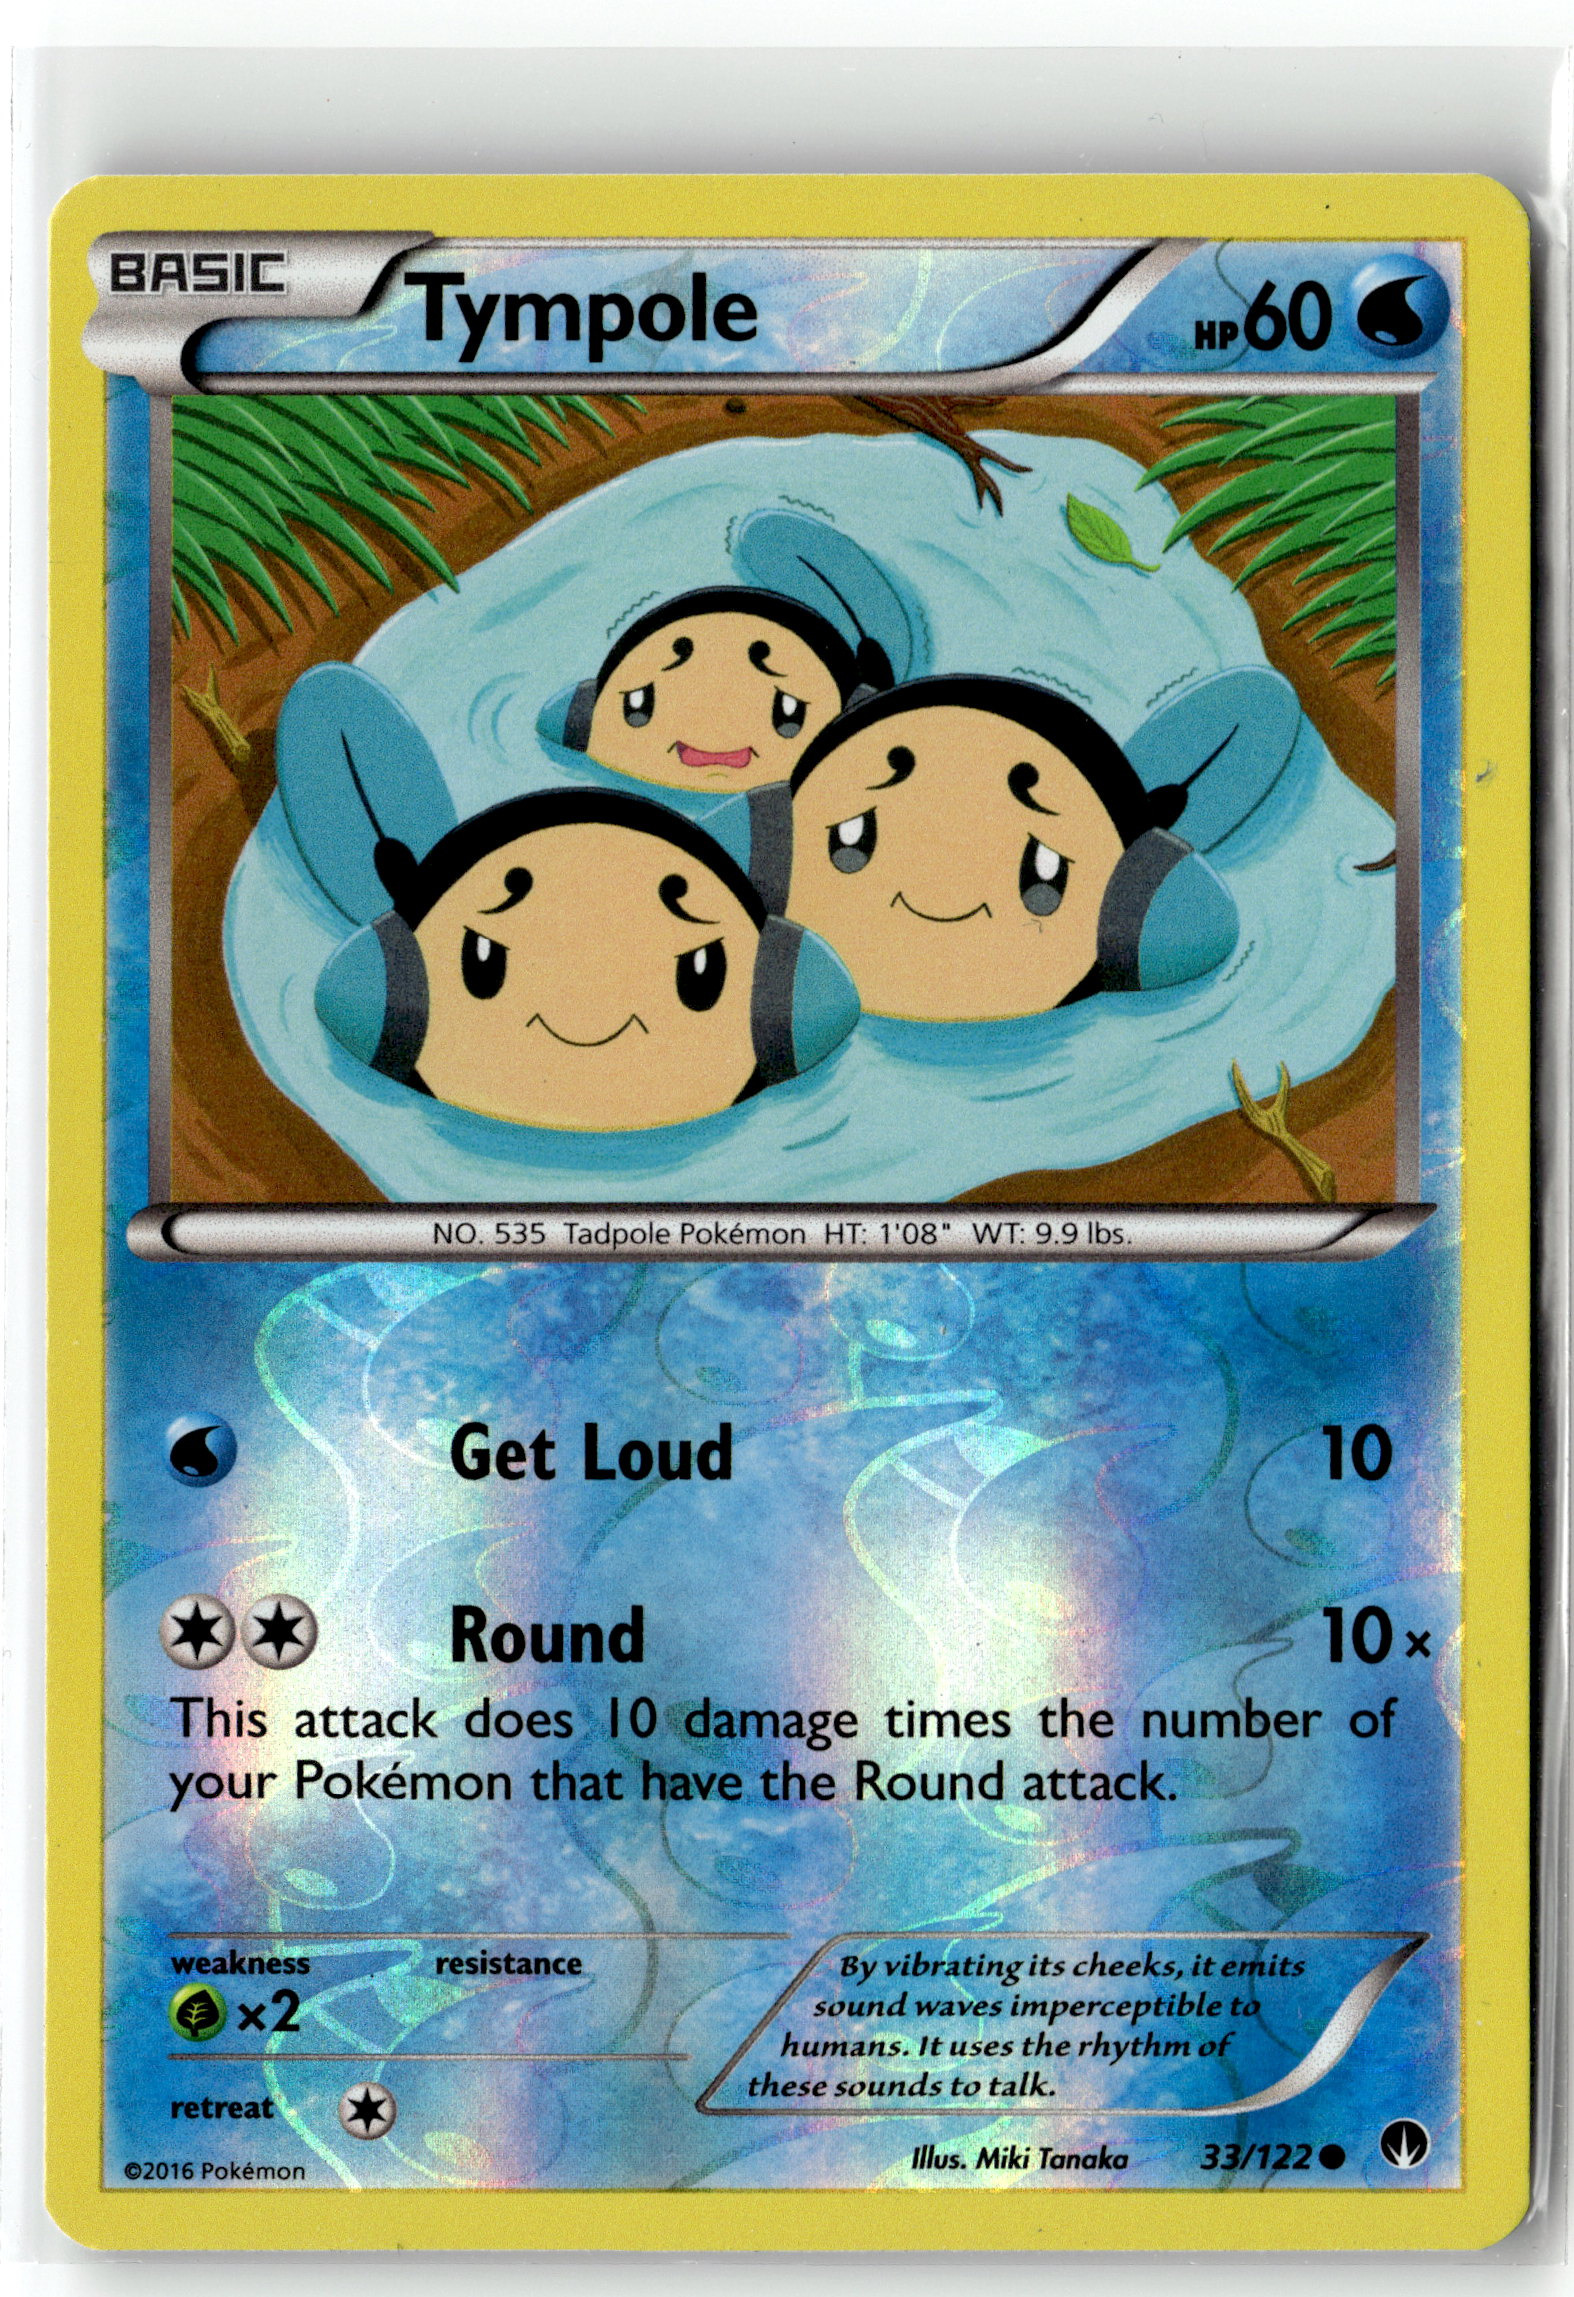 BASIC
Tympole
HP60
NO. 535 Tadpole Pokémon HT: 1'08" WT: 9.9 lbs.
Get Loud 10
Round 10×
This attack does 10 damage times the number of
your Pokémon that have the Round attack.
weakness resistance
×2
retreat
By vibrating its cheeks, it emits
sound waves imperceptible to
humans. It uses the rhythm of
these sounds to talk.
Illus. Miki Tanaka 33/122
©2016 Pokémon